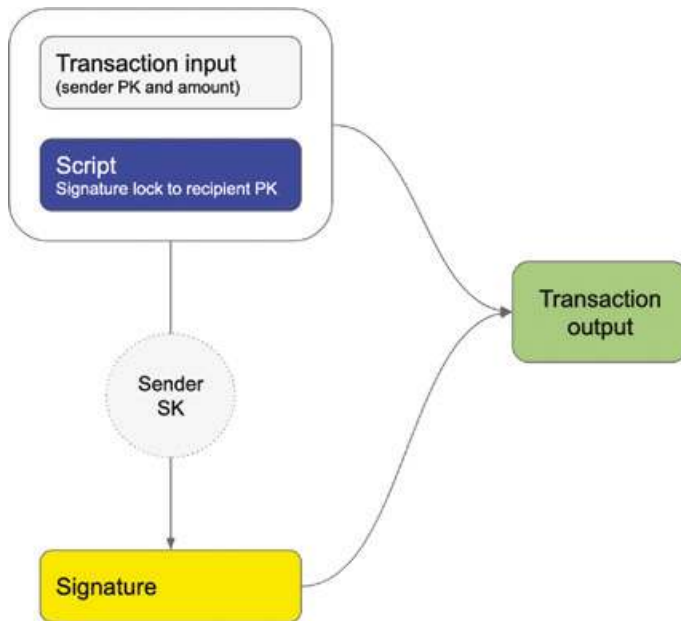 Transaction input
(sender PK and amount)
Script
Signature lock to recipient PK
Transaction
output
Sender
SK
Signature